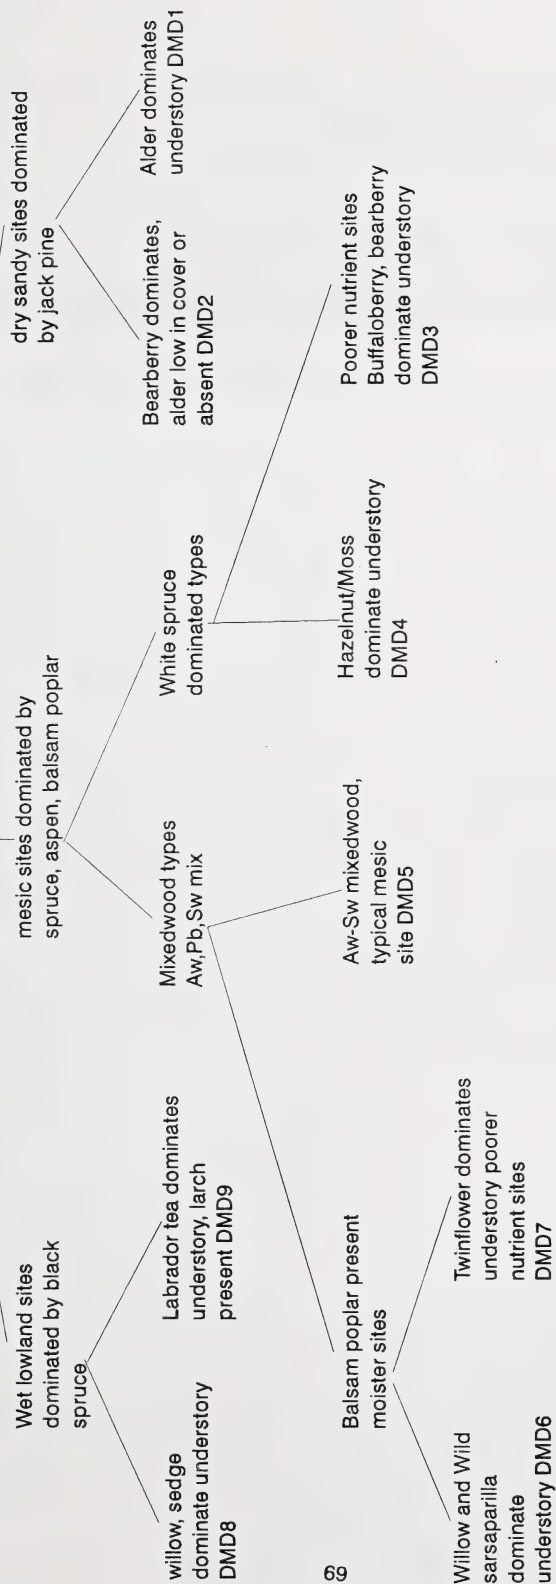 Wet lowland sites
dominated by black
spruce
mesic sites dominated by
spruce, aspen, balsam poplar
dry sandy sites dominated
by jack pine
willow, sedge
dominate understory
DMD8
Labrador tea dominates
understory, larch
present DMD9
Mixedwood types
Aw,Pb,Sw mix
White spruce
dominated types
Bearberry dominates,
alder low in cover or
absent DMD2
Alder dominates
understory DMD1
Balsam poplar present
moister sites
Aw-Sw mixedwood,
typical mesic
site DMD5
Hazelnut/Moss
dominate understory
DMD4
Poorer nutrient sites
Buffaloberry, bearberry
dominate understory
DMD3
Willow and Wild
sarsaparilla
dominate
understory DMD6
Twinflower dominates
understory poorer
nutrient sites
DMD7
69